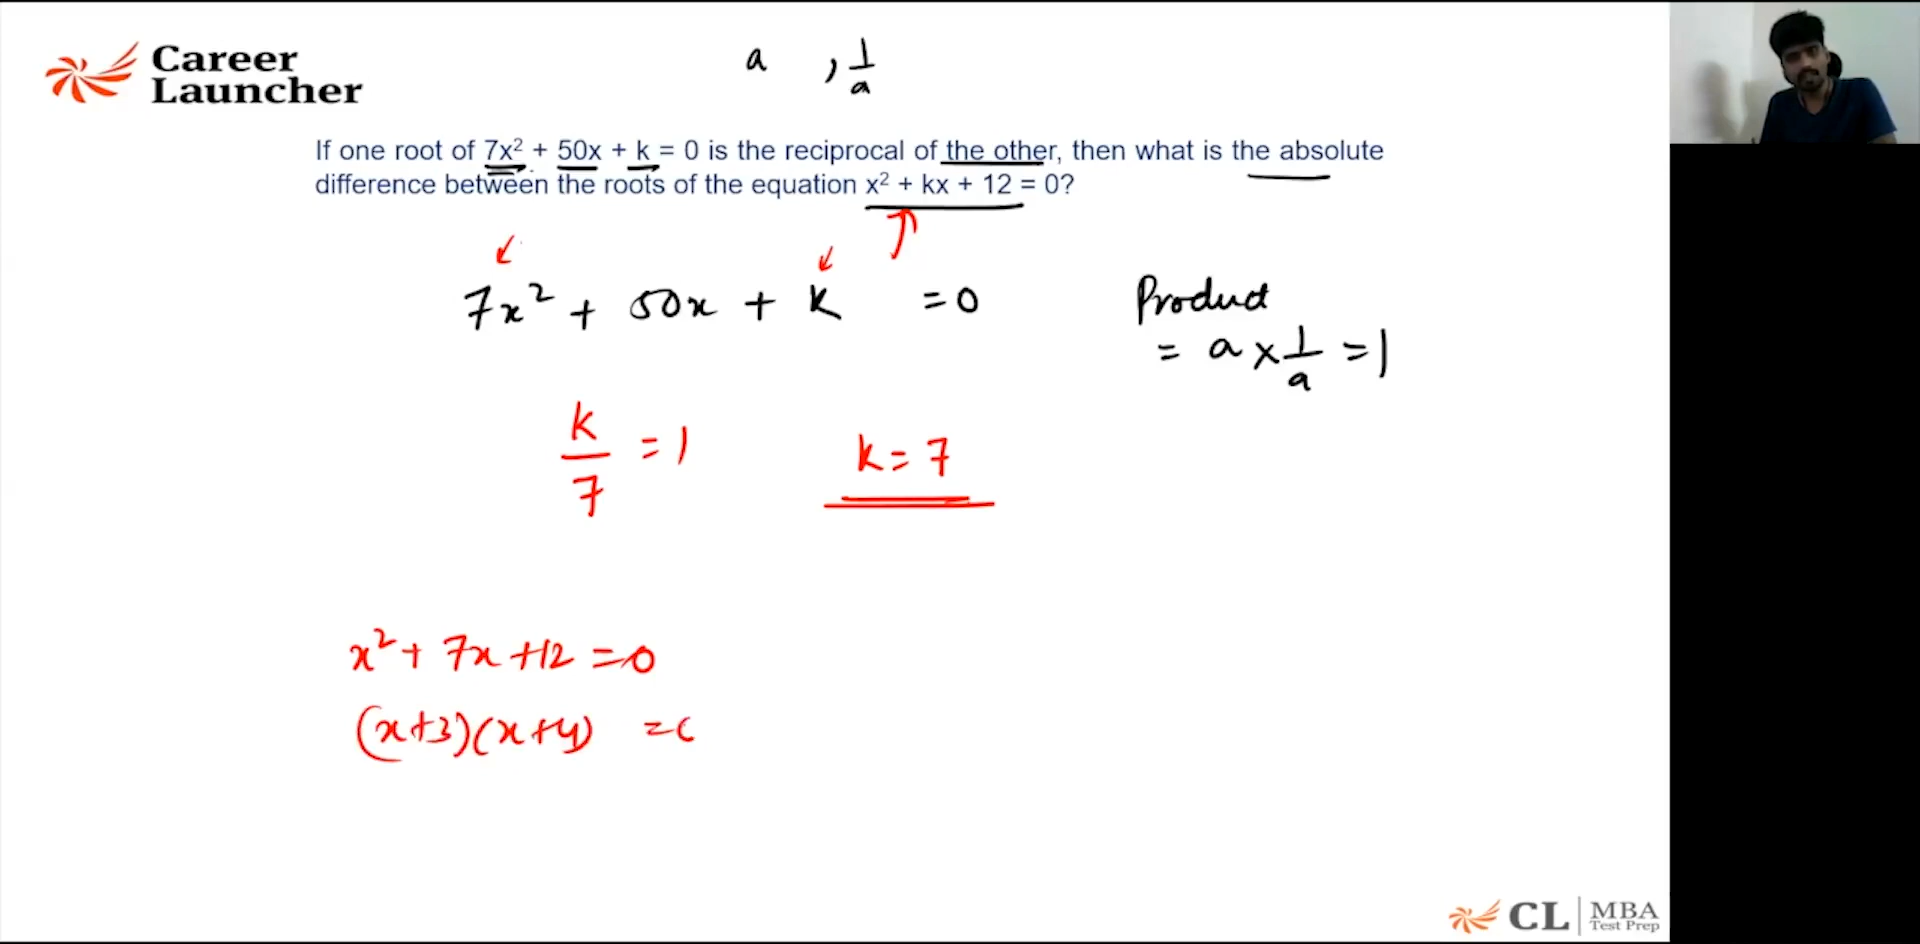 Career
Launcher
a , 1/a
If one root of 7x² + 50x + k = 0 is the reciprocal of the other, then what is the absolute
difference between the roots of the equation x² + kx + 12 = 0?
7x² + 50x + k = 0
Product
= a × 1/a = 1
k/7 = 1
k = 7
x² + 7x + 12 = 0
(x+3)(x+4) =
CL MBA
Test Prep